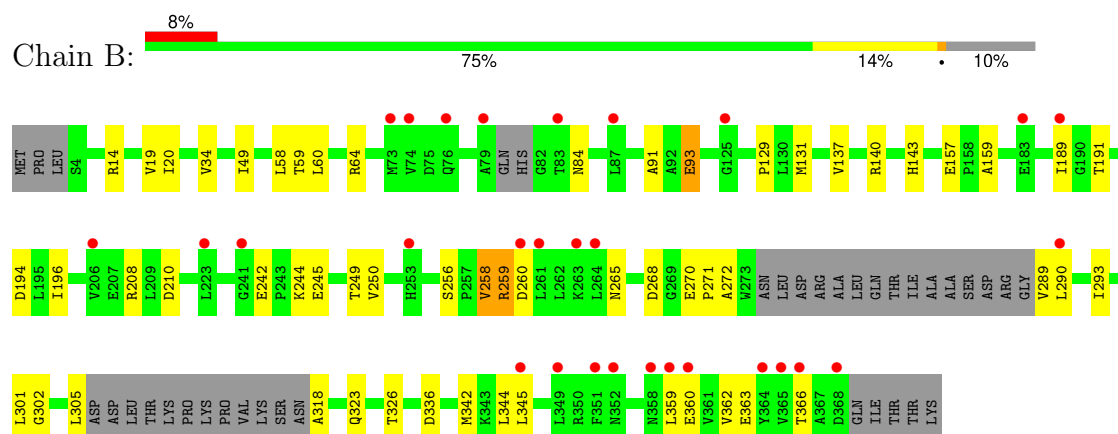 8%
Chain B:
75% 14% • 10%
MET PRO LEU S4 R14 V19 I20 V34 I49 L58 T59 L60 R64 M73 V74 D75 Q76 A79 GLN HIS G82 T83 N84 L87 A91 A92 E93 G125 P129 L130 M131 V137 R140 H143 E157 P158 A159 E183 I189 G190 T191
D194 L195 I196 V206 E207 R208 L209 D210 L223 G241 E242 P243 K244 E245 T249 V250 H253 S256 P257 V258 R259 D260 L261 L262 K263 L264 N265 D268 G269 E270 P271 A272 W273 ASN LEU ASP ARG ALA LEU GLN THR ILE ALA ALA SER ASP ARG GLY V289 L290 I293
L301 G302 L305 ASP ASP LEU THR LYS PRO LYS PRO VAL LYS SER ASN A318 Q323 T326 D336 M342 K343 L344 L345 L349 R350 F351 N352 N358 L359 E360 V361 V362 E363 Y364 V365 T366 A367 D368 GLN ILE THR THR LYS